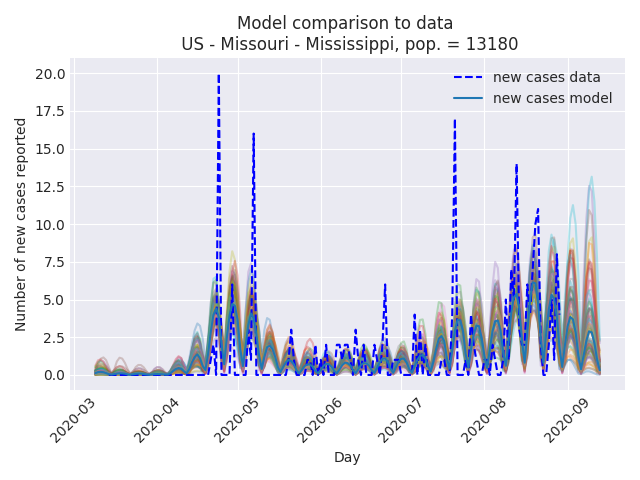 Model comparison to data
US - Missouri - Mississippi, pop. = 13180
new cases data
new cases model
Number of new cases reported
20.0
17.5
15.0
12.5
10.0
7.5
5.0
2.5
0.0
2020-03
2020-04
2020-05
2020-06
2020-07
2020-08
2020-09
Day